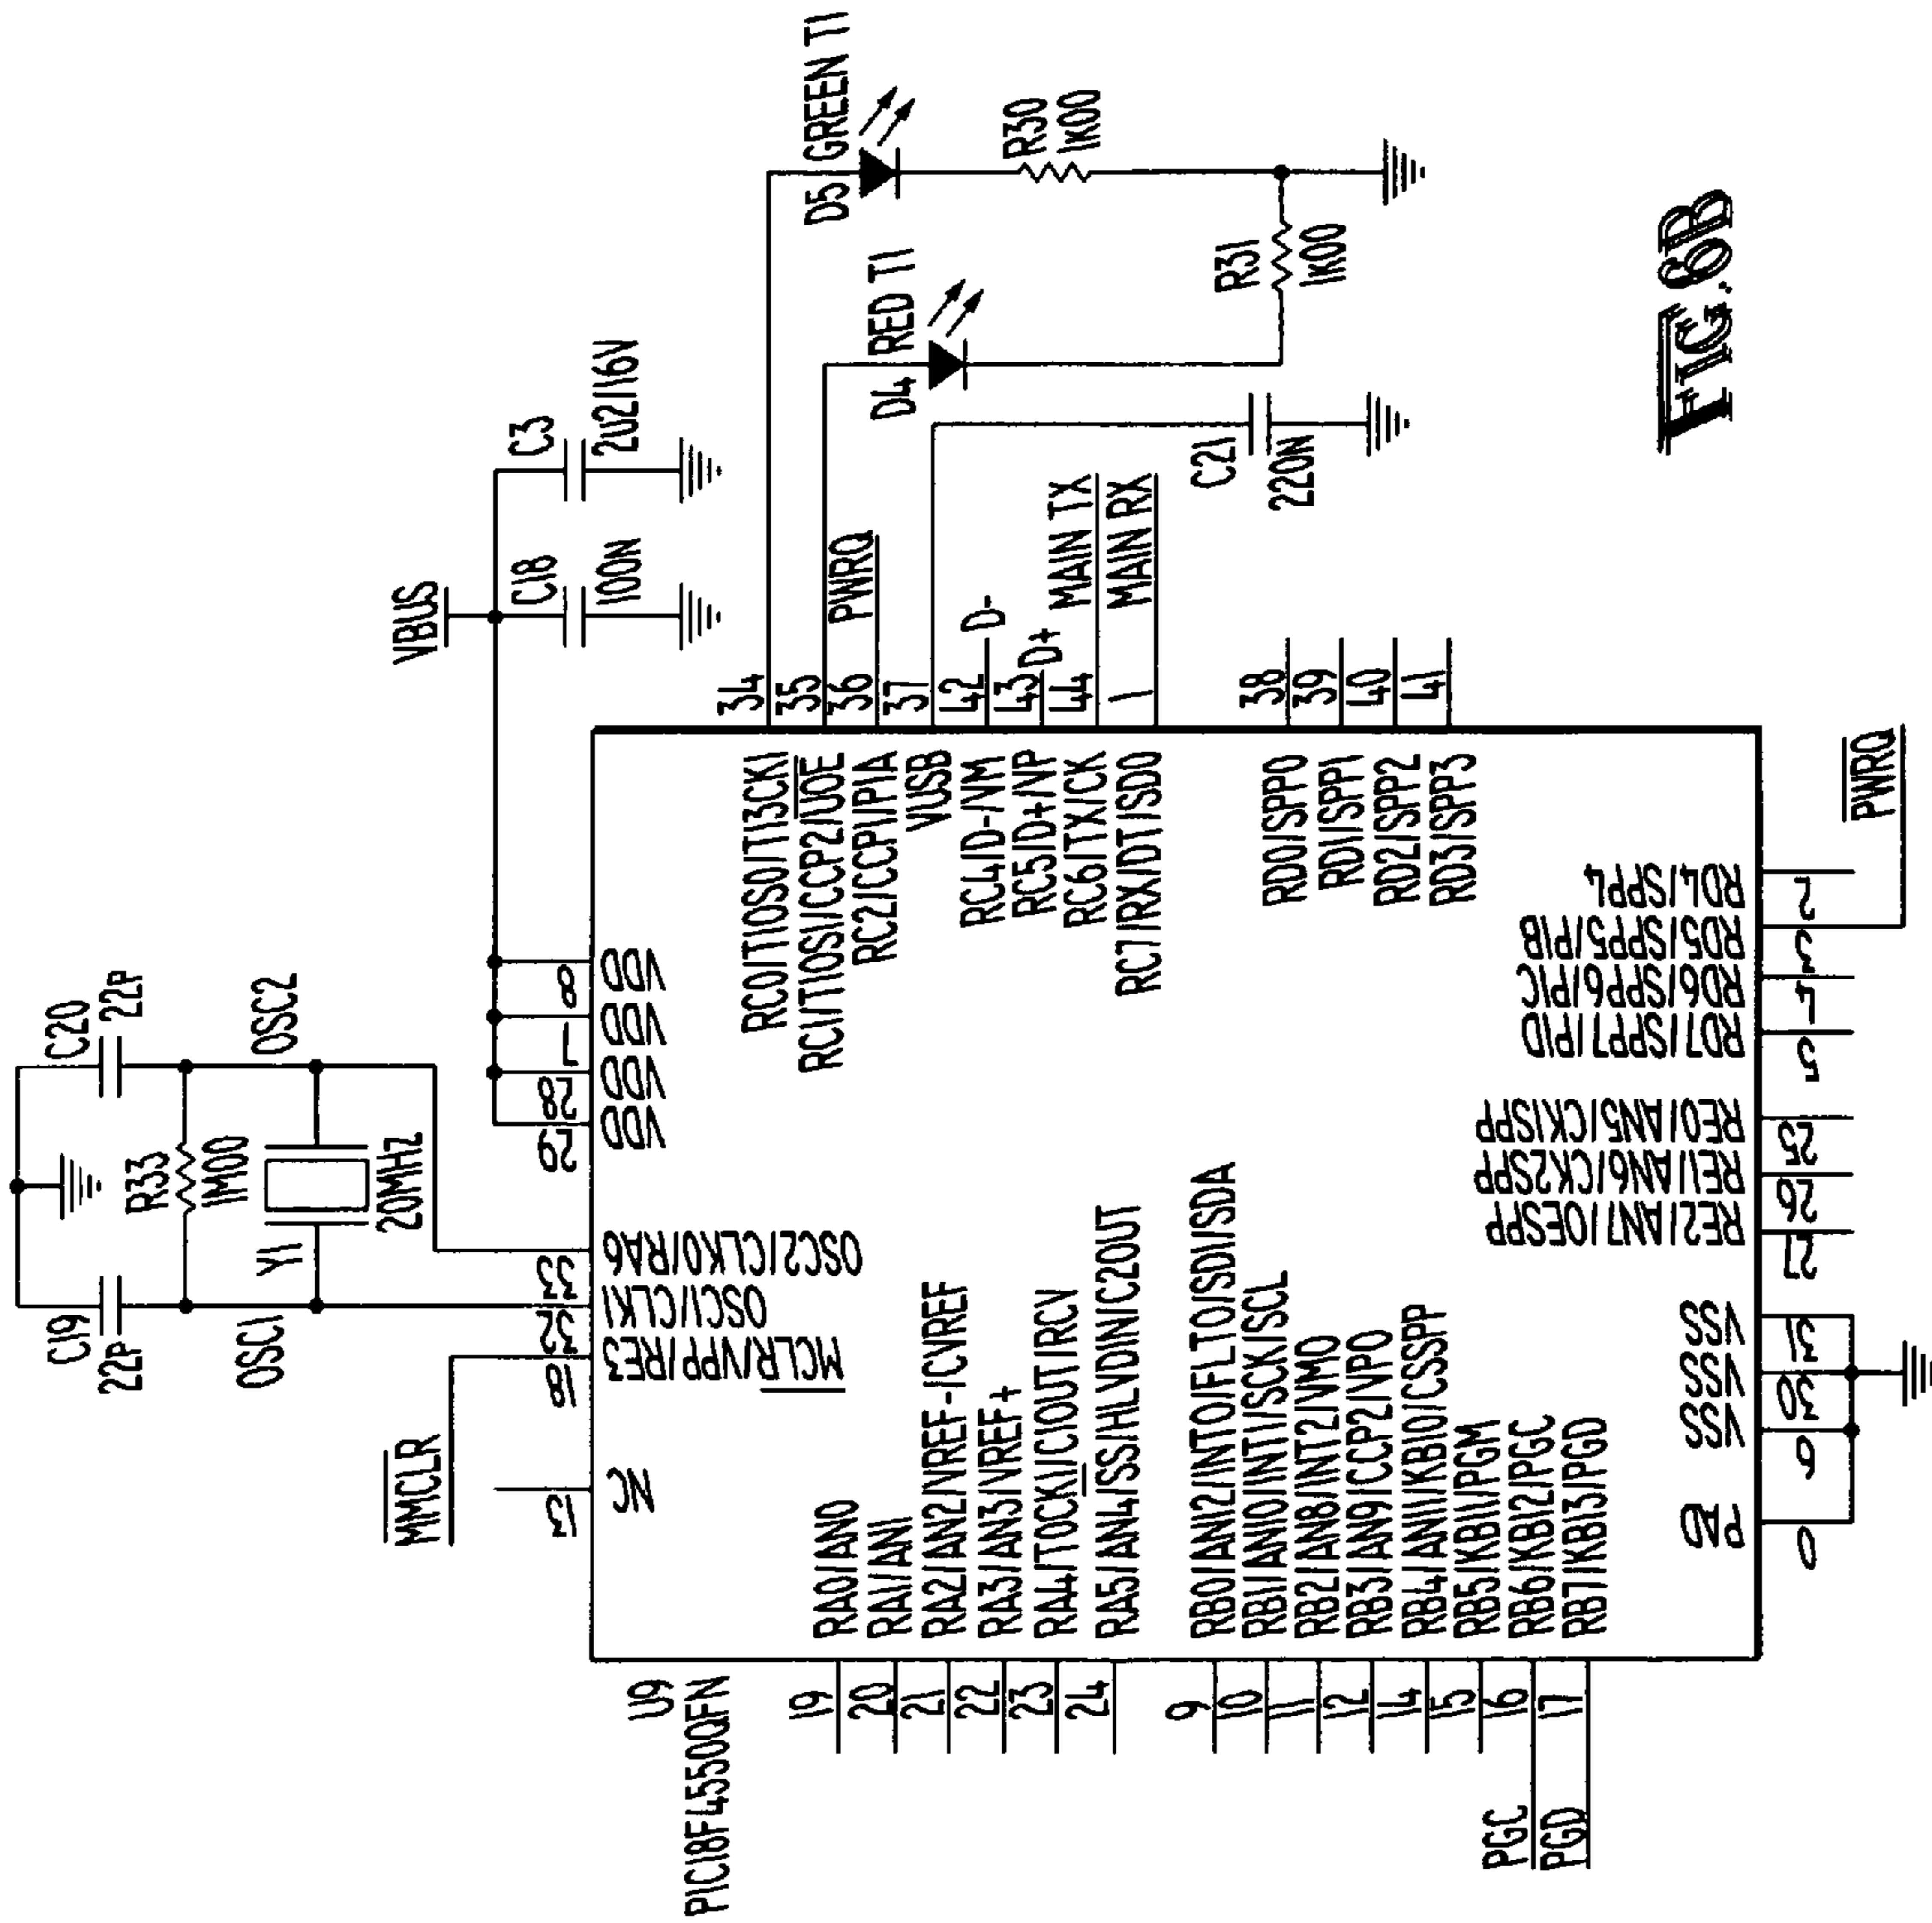 C19
22P
C20
22P
R33
1M00
OSC1
OSC2
Y1
20MHZ
MMCLR
VBUS
C18
100N
C3
2U2/16V
U9
PIC18F4550QFN
13
NC
18
MCLR/VPP/RE3
32
OSC1/CLK1
33
OSC2/CLKO/RA6
29
VDD
28
VDD
7
VDD
8
VDD
19
RA0/AN0
20
RA1/AN1
21
RA2/AN2/VREF-/CVREF
22
RA3/AN3/VREF+
23
RA4/TOCK1/C1OUT/RCV
24
RA5/AN4/SS/HLVDIN/C2OUT
9
RB0/AN12/INTO/FLTO/SDI/SDA
10
RB1/AN10/INT1/SCK/SCL
11
RB2/AN8/INT2/VMO
12
RB3/AN9/CCP2/VPO
14
RB4/AN11/KBI0/CSSPP
15
RB5/KBI1/PGM
16
RB6/KBI2/PGC
17
RB7/KBI3/PGD
PGC
PGD
34
RC0/T1OSO/T13CK1
35
RC1/T1OSI/CCP2/UOE
36
RC2/CCP1/P1A
PWRQ
37
VUSB
42
RC4/D-/VM
D-
43
RC5/D+/VP
D+
44
RC6/TX/CK
MAIN TX
1
RC7/RX/DT/SDO
MAIN RX
38
RD0/SPP0
39
RD1/SPP1
40
RD2/SPP2
41
RD3/SPP3
D5 GREEN T1
R30
1K00
D4 RED T1
R31
1K00
C21
220N
0
PAD
6
VSS
30
VSS
31
VSS
27
RE2/AN7/OESPP
26
RE1/AN6/CK2SPP
25
RE0/AN5/CK1SPP
5
RD7/SPP7/P1D
4
RD6/SPP6/P1C
3
RD5/SPP5/P1B
2
RD4/SPP4
PWRQ
FIG.6B